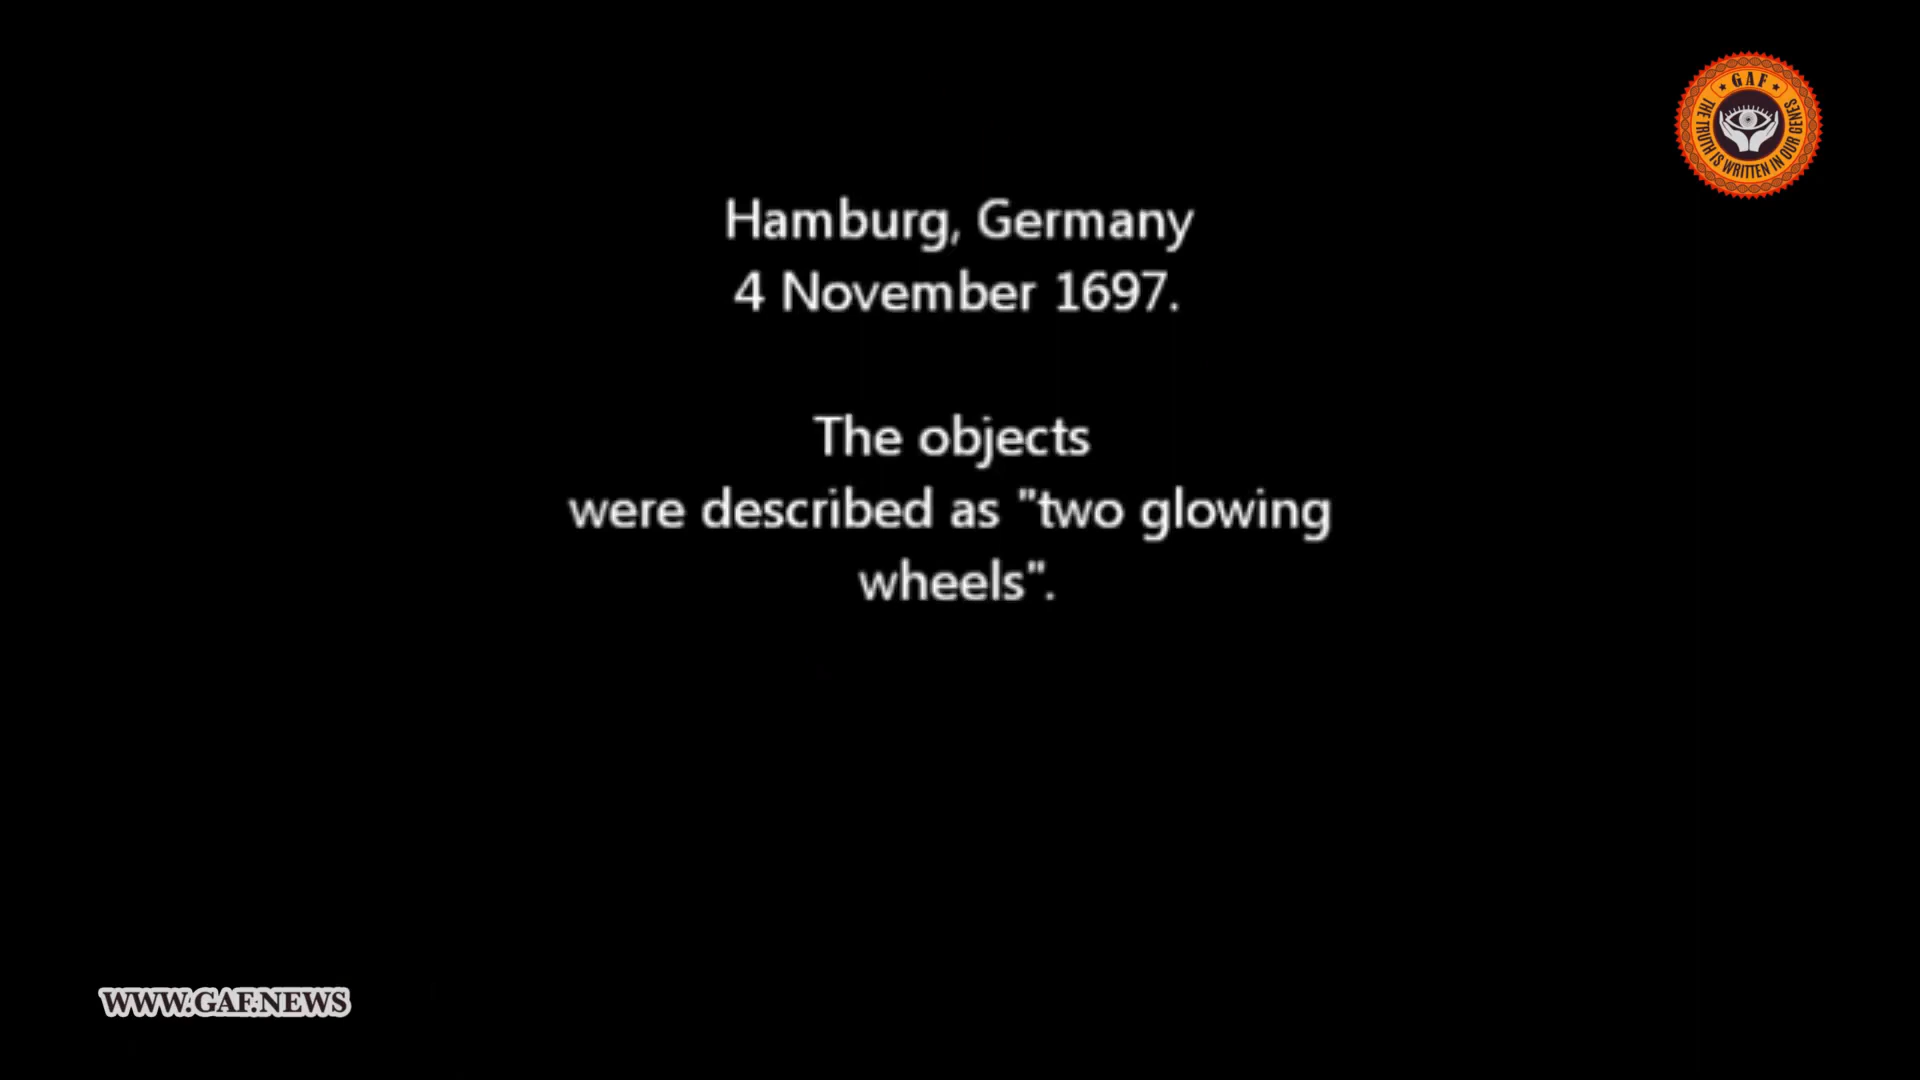 GAF
THE TRUTH IS WRITTEN IN OUR GENES
Hamburg, Germany
4 November 1697.
The objects
were described as "two glowing
wheels".
WWW.GAF.NEWS